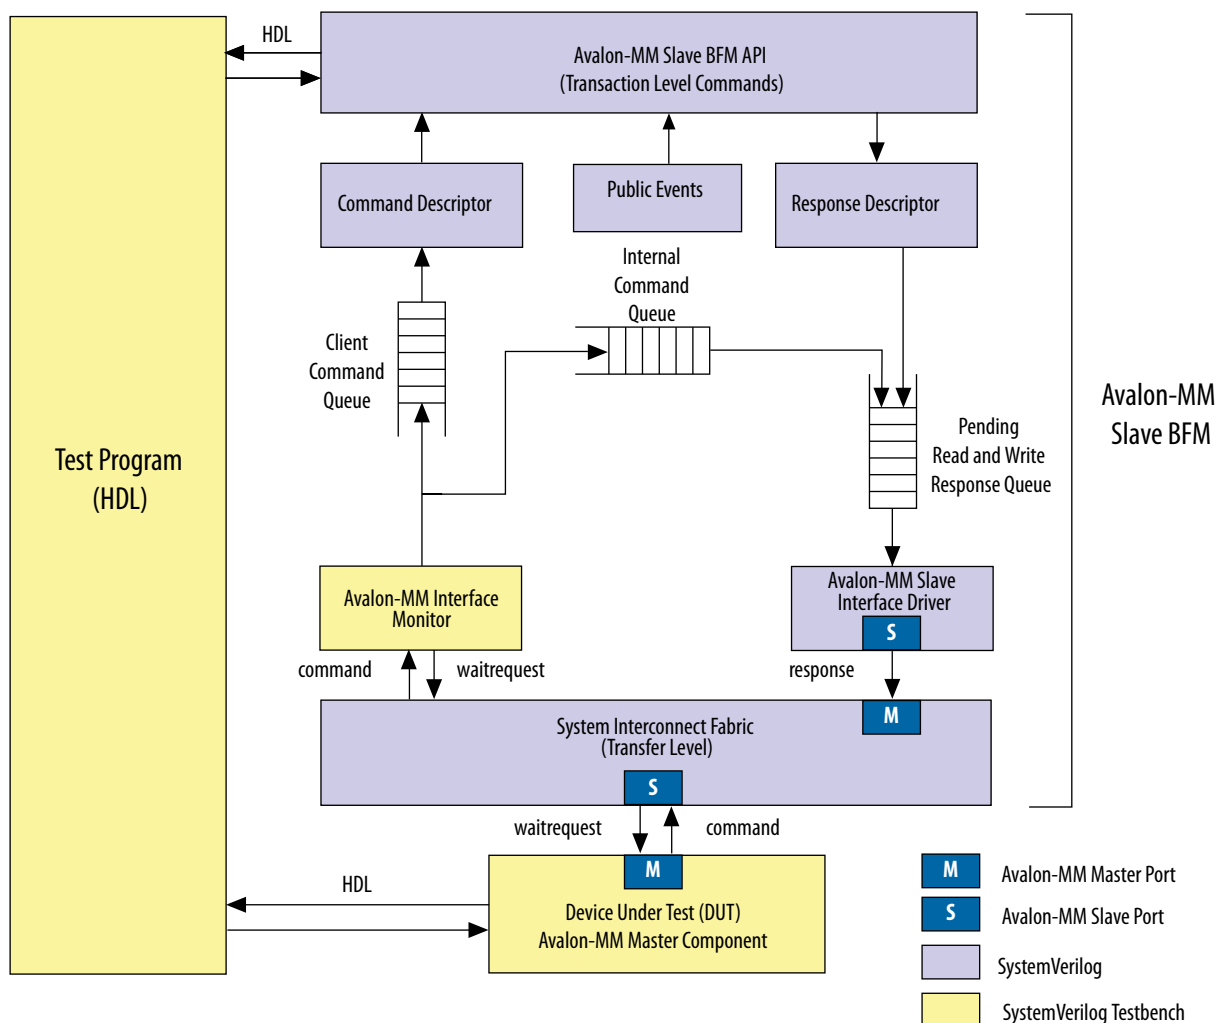 HDL
Avalon-MM Slave BFM API
(Transaction Level Commands)
Command Descriptor
Public Events
Response Descriptor
Internal
Command
Queue
Client
Command
Queue
Pending
Read and Write
Response Queue
Avalon-MM
Slave BFM
Test Program
(HDL)
Avalon-MM Interface
Monitor
Avalon-MM Slave
Interface Driver
S
command
waitrequest
response
M
System Interconnect Fabric
(Transfer Level)
S
waitrequest
command
M
HDL
Device Under Test (DUT)
Avalon-MM Master Component
M
Avalon-MM Master Port
S
Avalon-MM Slave Port
SystemVerilog
SystemVerilog Testbench